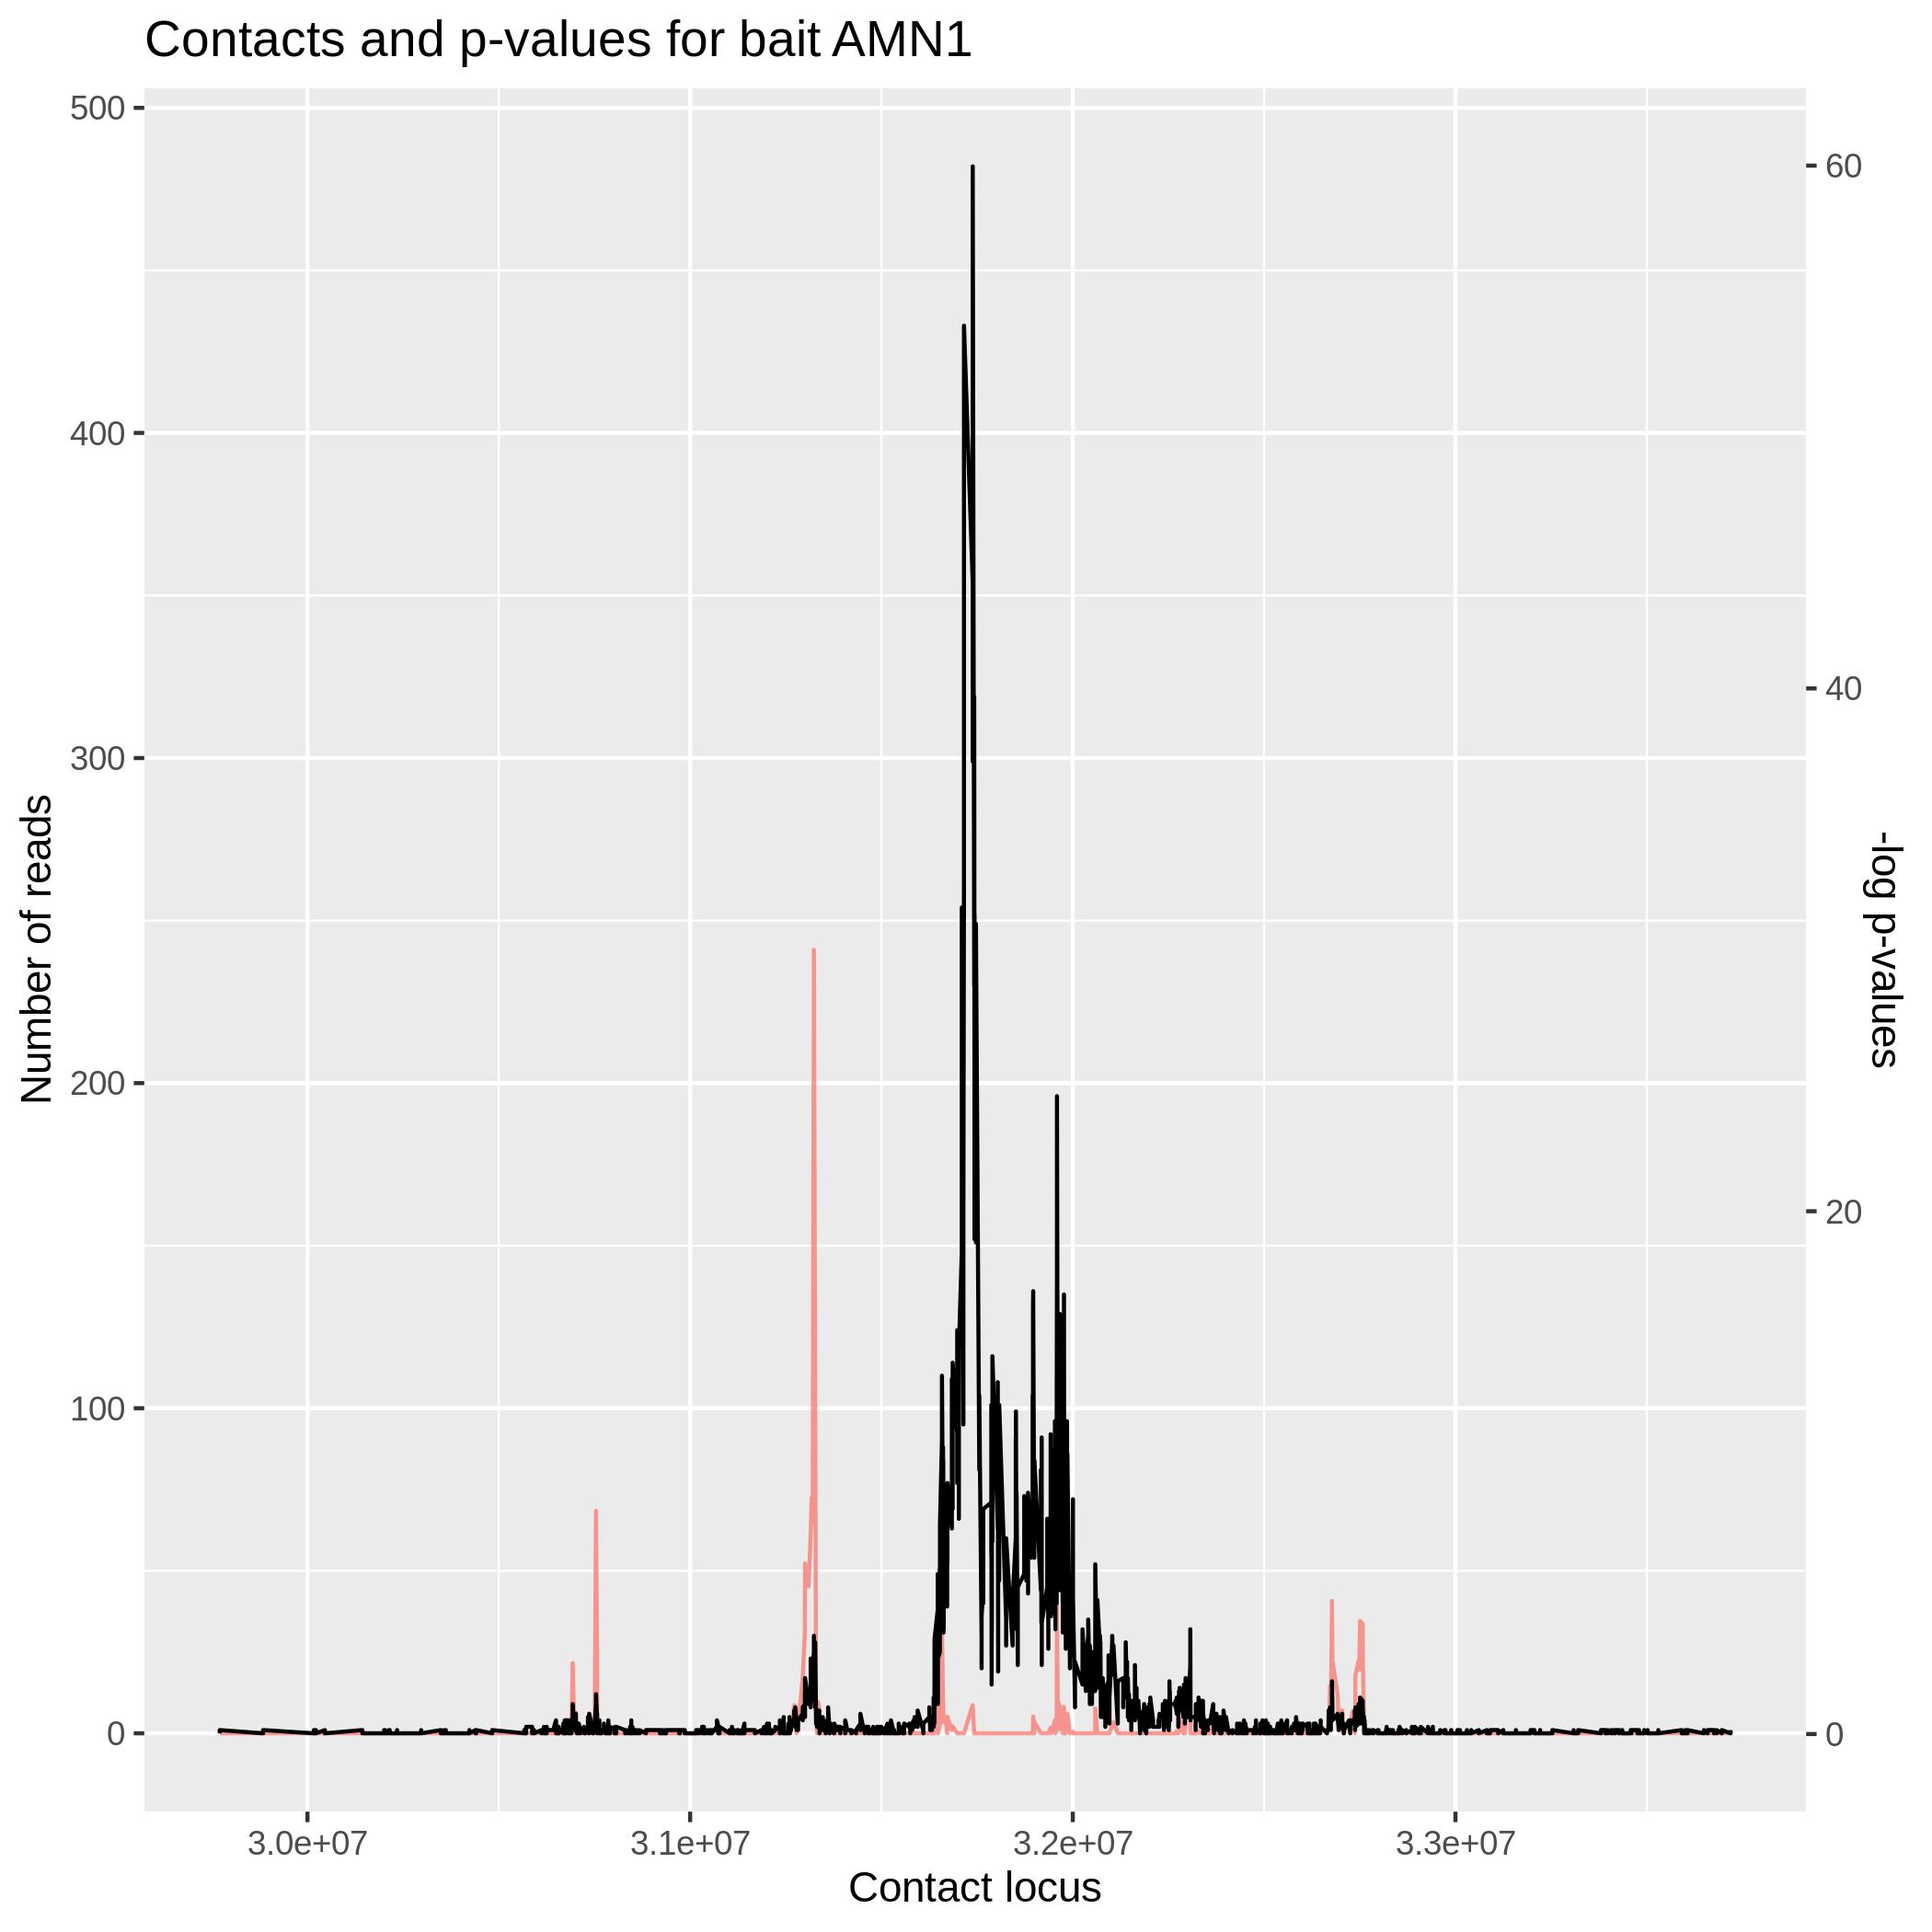 Contacts and p-values for bait AMN1
500
400
300
200
100
0
Number of reads
60
40
20
0
-log p-values
3.0e+07
3.1e+07
3.2e+07
3.3e+07
Contact locus